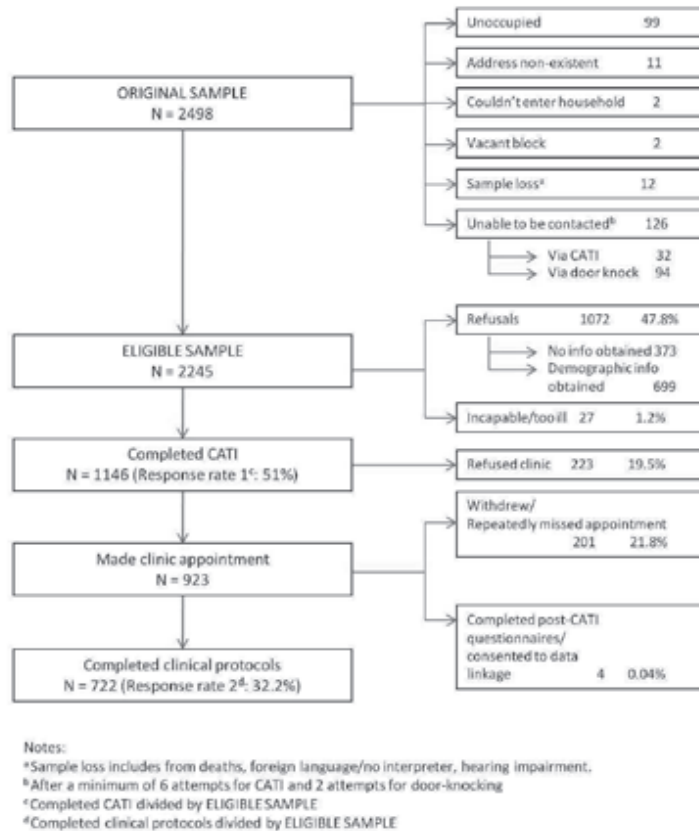 Unoccupied 99
Address non-existent 11
ORIGINAL SAMPLE
N = 2498
Couldn't enter household 2
Vacant block 2
Sample lossᵃ 12
Unable to be contactedᵇ 126
Via CATI 32
Via door knock 94
Refusals 1072 47.8%
ELIGIBLE SAMPLE
N = 2245
No info obtained 373
Demographic info
obtained 699
Incapable/too ill 27 1.2%
Completed CATI
N = 1146 (Response rate 1ᶜ: 51%)
Refused clinic 223 19.5%
Withdrew/
Repeatedly missed appointment
201 21.8%
Made clinic appointment
N = 923
Completed post-CATI
questionnaires/
consented to data
linkage 4 0.04%
Completed clinical protocols
N = 722 (Response rate 2ᵈ: 32.2%)
Notes:
ᵃSample loss includes from deaths, foreign language/no interpreter, hearing impairment.
ᵇAfter a minimum of 6 attempts for CATI and 2 attempts for door-knocking
ᶜCompleted CATI divided by ELIGIBLE SAMPLE
ᵈCompleted clinical protocols divided by ELIGIBLE SAMPLE